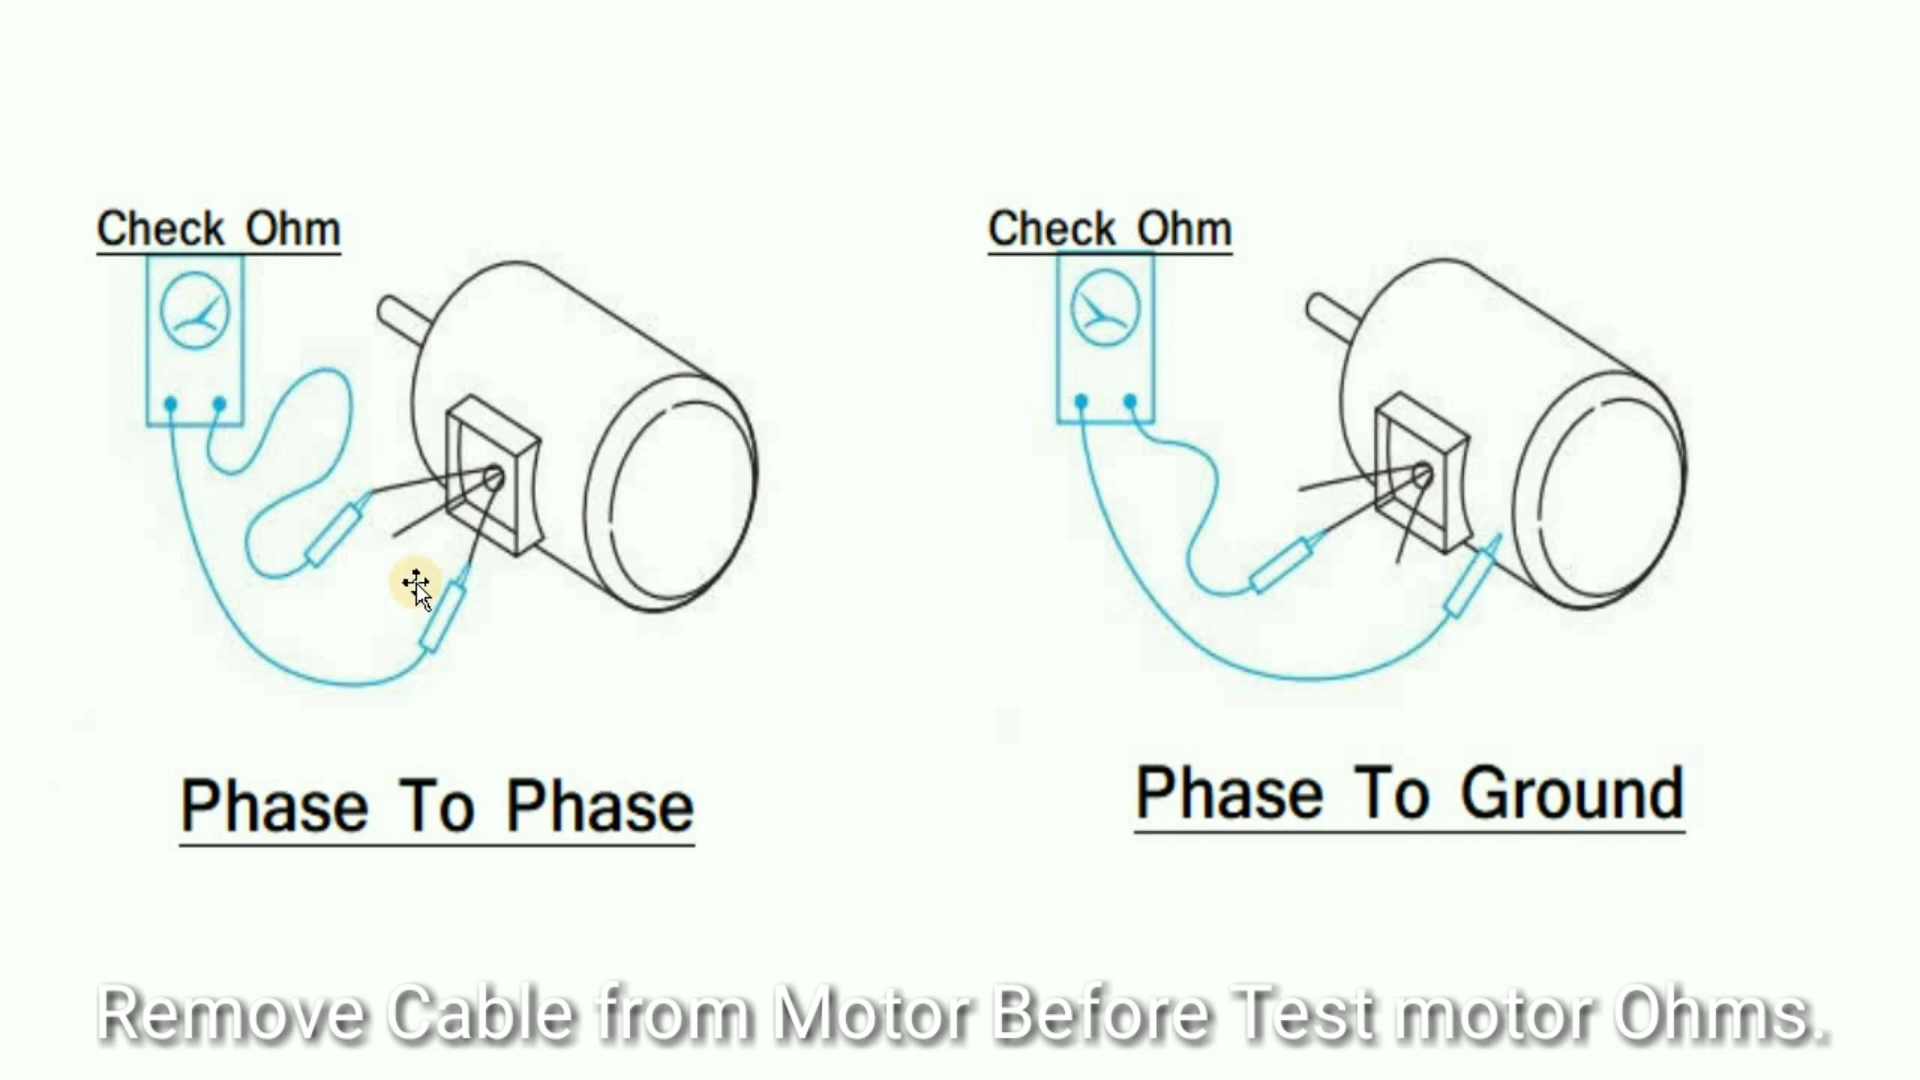 Check Ohm
Check Ohm
Phase To Phase
Phase To Ground
Remove Cable from Motor Before Test motor Ohms.